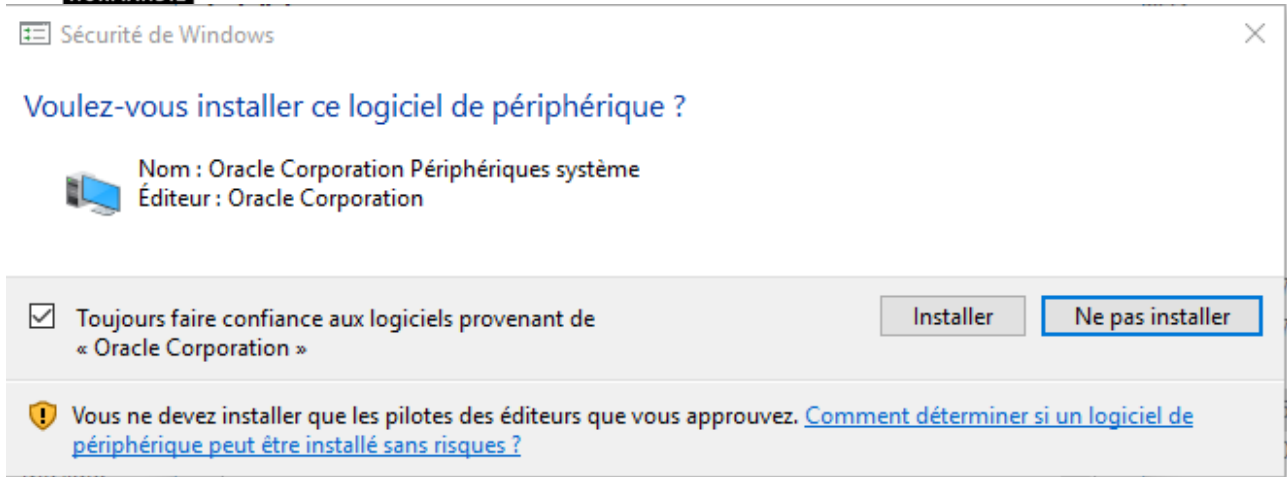 Sécurité de Windows
Voulez-vous installer ce logiciel de périphérique ?
Nom : Oracle Corporation Périphériques système
Éditeur : Oracle Corporation
Toujours faire confiance aux logiciels provenant de
« Oracle Corporation »
Installer
Ne pas installer
Vous ne devez installer que les pilotes des éditeurs que vous approuvez. Comment déterminer si un logiciel de
périphérique peut être installé sans risques ?